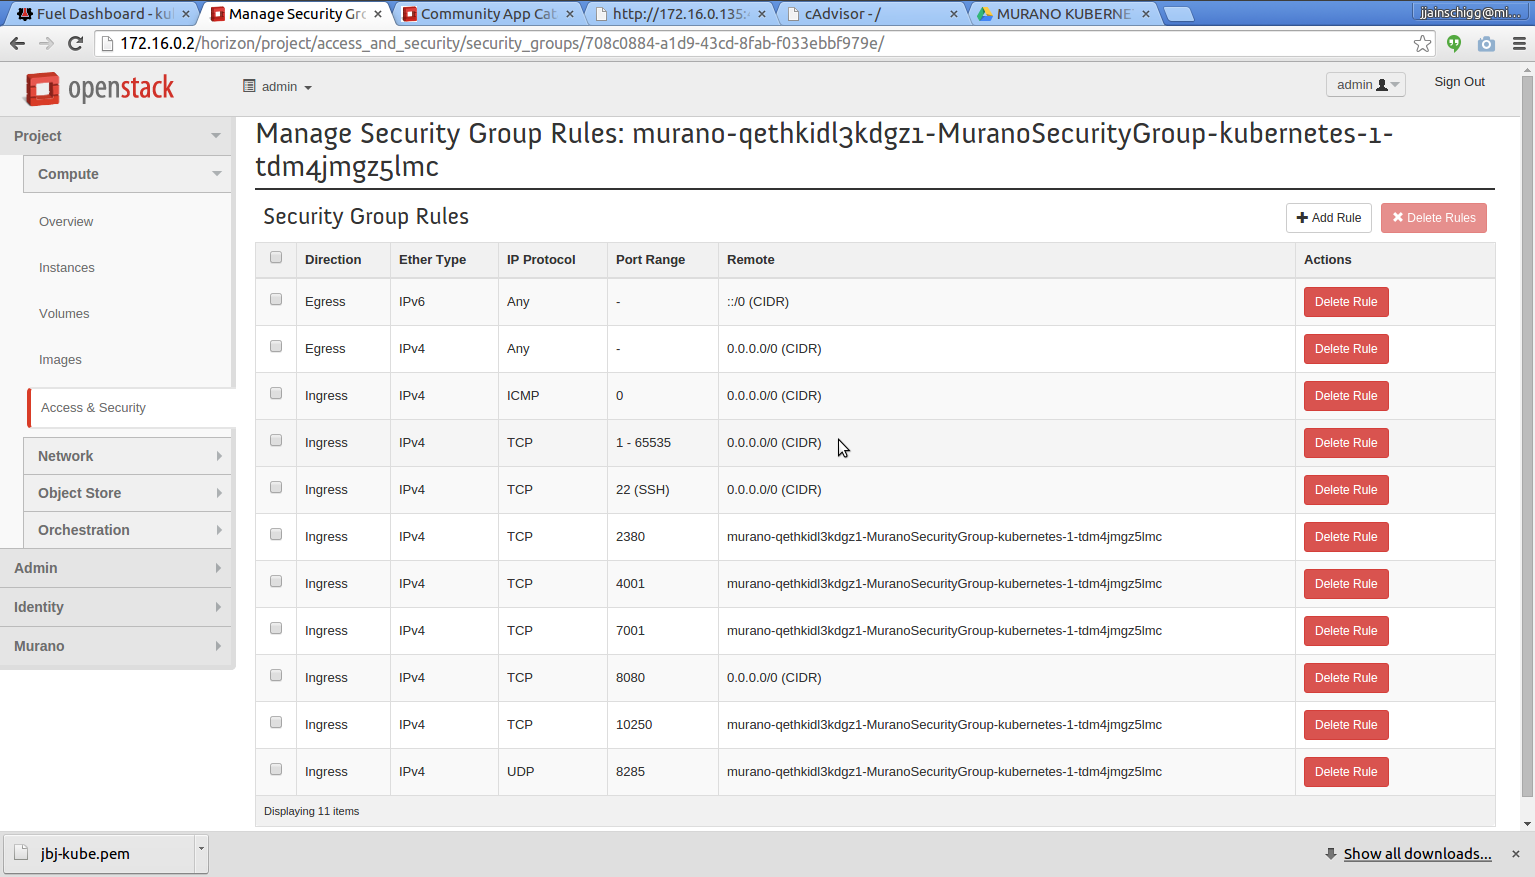 Fuel Dashboard - ku
Manage Security Gr
Community App Cat
http://172.16.0.135:
cAdvisor - /
MURANO KUBERNE
jjainschigg@mi...
172.16.0.2/horizon/project/access_and_security/security_groups/708c0884-a1d9-43cd-8fab-f033ebbf979e/
openstack
admin
admin
Sign Out
Project
Compute
Overview
Instances
Volumes
Images
Access & Security
Network
Object Store
Orchestration
Admin
Identity
Murano
Manage Security Group Rules: murano-qethkidl3kdgz1-MuranoSecurityGroup-kubernetes-1-
tdm4jmgz5lmc
Security Group Rules
Add Rule
Delete Rules
Direction Ether Type IP Protocol Port Range Remote Actions
Egress IPv6 Any - ::/0 (CIDR) Delete Rule
Egress IPv4 Any - 0.0.0.0/0 (CIDR) Delete Rule
Ingress IPv4 ICMP 0 0.0.0.0/0 (CIDR) Delete Rule
Ingress IPv4 TCP 1 - 65535 0.0.0.0/0 (CIDR) Delete Rule
Ingress IPv4 TCP 22 (SSH) 0.0.0.0/0 (CIDR) Delete Rule
Ingress IPv4 TCP 2380 murano-qethkidl3kdgz1-MuranoSecurityGroup-kubernetes-1-tdm4jmgz5lmc Delete Rule
Ingress IPv4 TCP 4001 murano-qethkidl3kdgz1-MuranoSecurityGroup-kubernetes-1-tdm4jmgz5lmc Delete Rule
Ingress IPv4 TCP 7001 murano-qethkidl3kdgz1-MuranoSecurityGroup-kubernetes-1-tdm4jmgz5lmc Delete Rule
Ingress IPv4 TCP 8080 0.0.0.0/0 (CIDR) Delete Rule
Ingress IPv4 TCP 10250 murano-qethkidl3kdgz1-MuranoSecurityGroup-kubernetes-1-tdm4jmgz5lmc Delete Rule
Ingress IPv4 UDP 8285 murano-qethkidl3kdgz1-MuranoSecurityGroup-kubernetes-1-tdm4jmgz5lmc Delete Rule
Displaying 11 items
jbj-kube.pem
Show all downloads...